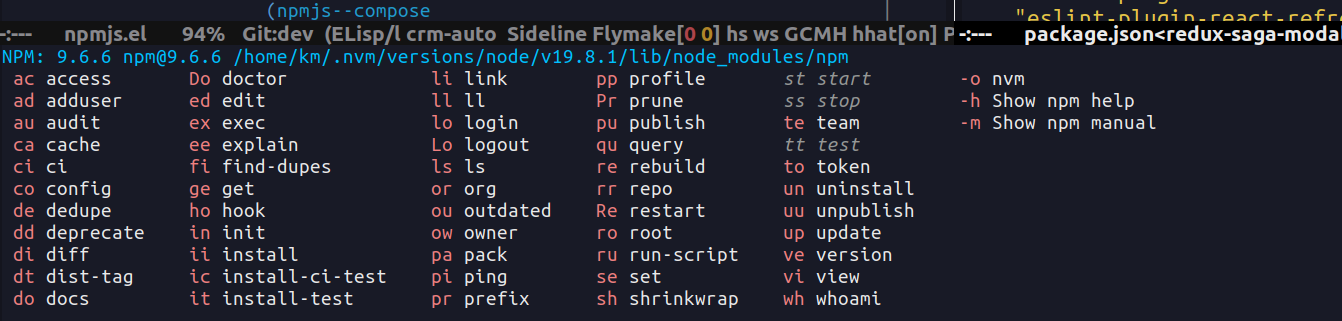 (npmjs--compose
"eslint-plugin-react-refre
-:--- npmjs.el 94% Git:dev (ELisp/l crm-auto Sideline Flymake[0 0] hs ws GCMH hhat[on] P
-:--- package.json<redux-saga-modal
NPM: 9.6.6 npm@9.6.6 /home/km/.nvm/versions/node/v19.8.1/lib/node_modules/npm
ac access Do doctor li link pp profile st start -o nvm
ad adduser ed edit ll ll Pr prune ss stop -h Show npm help
au audit ex exec lo login pu publish te team -m Show npm manual
ca cache ee explain Lo logout qu query tt test
ci ci fi find-dupes ls ls re rebuild to token
co config ge get or org rr repo un uninstall
de dedupe ho hook ou outdated Re restart uu unpublish
dd deprecate in init ow owner ro root up update
di diff ii install pa pack ru run-script ve version
dt dist-tag ic install-ci-test pi ping se set vi view
do docs it install-test pr prefix sh shrinkwrap wh whoami